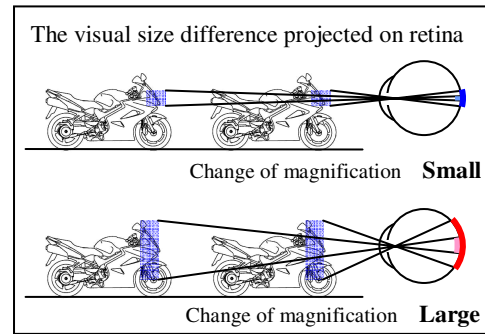 The visual size difference projected on retina
Change of magnification Small
Change of magnification Large